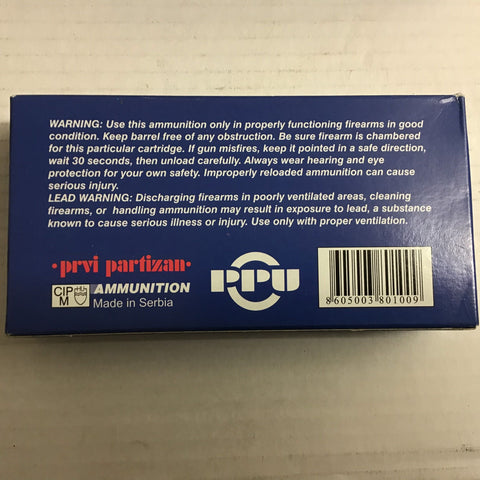 WARNING: Use this ammunition only in properly functioning firearms in good
condition. Keep barrel free of any obstruction. Be sure firearm is chambered
for this particular cartridge. If gun misfires, keep it pointed in a safe direction,
wait 30 seconds, then unload carefully. Always wear hearing and eye
protection for your own safety. Improperly reloaded ammunition can cause
serious injury.
LEAD WARNING: Discharging firearms in poorly ventilated areas, cleaning
firearms, or handling ammunition may result in exposure to lead, a substance
known to cause serious illness or injury. Use only with proper ventilation.
·prvi partizan·
CIP
M
AMMUNITION
Made in Serbia
PPU
8605003801009